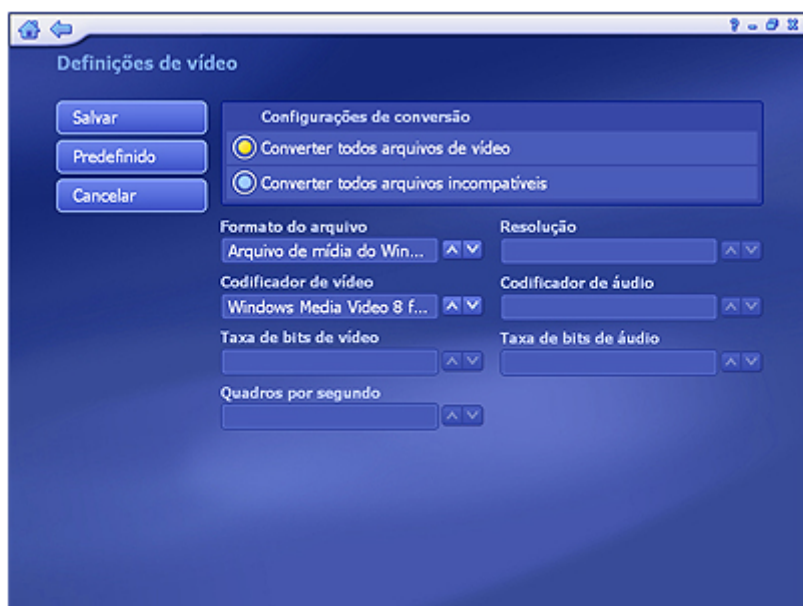 Definições de vídeo
Salvar
Predefinido
Cancelar
Configurações de conversão
Converter todos arquivos de vídeo
Converter todos arquivos incompatíveis
Formato do arquivo
Arquivo de mídia do Win...
Resolução
Codificador de vídeo
Windows Media Video 8 f...
Codificador de áudio
Taxa de bits de vídeo
Taxa de bits de áudio
Quadros por segundo